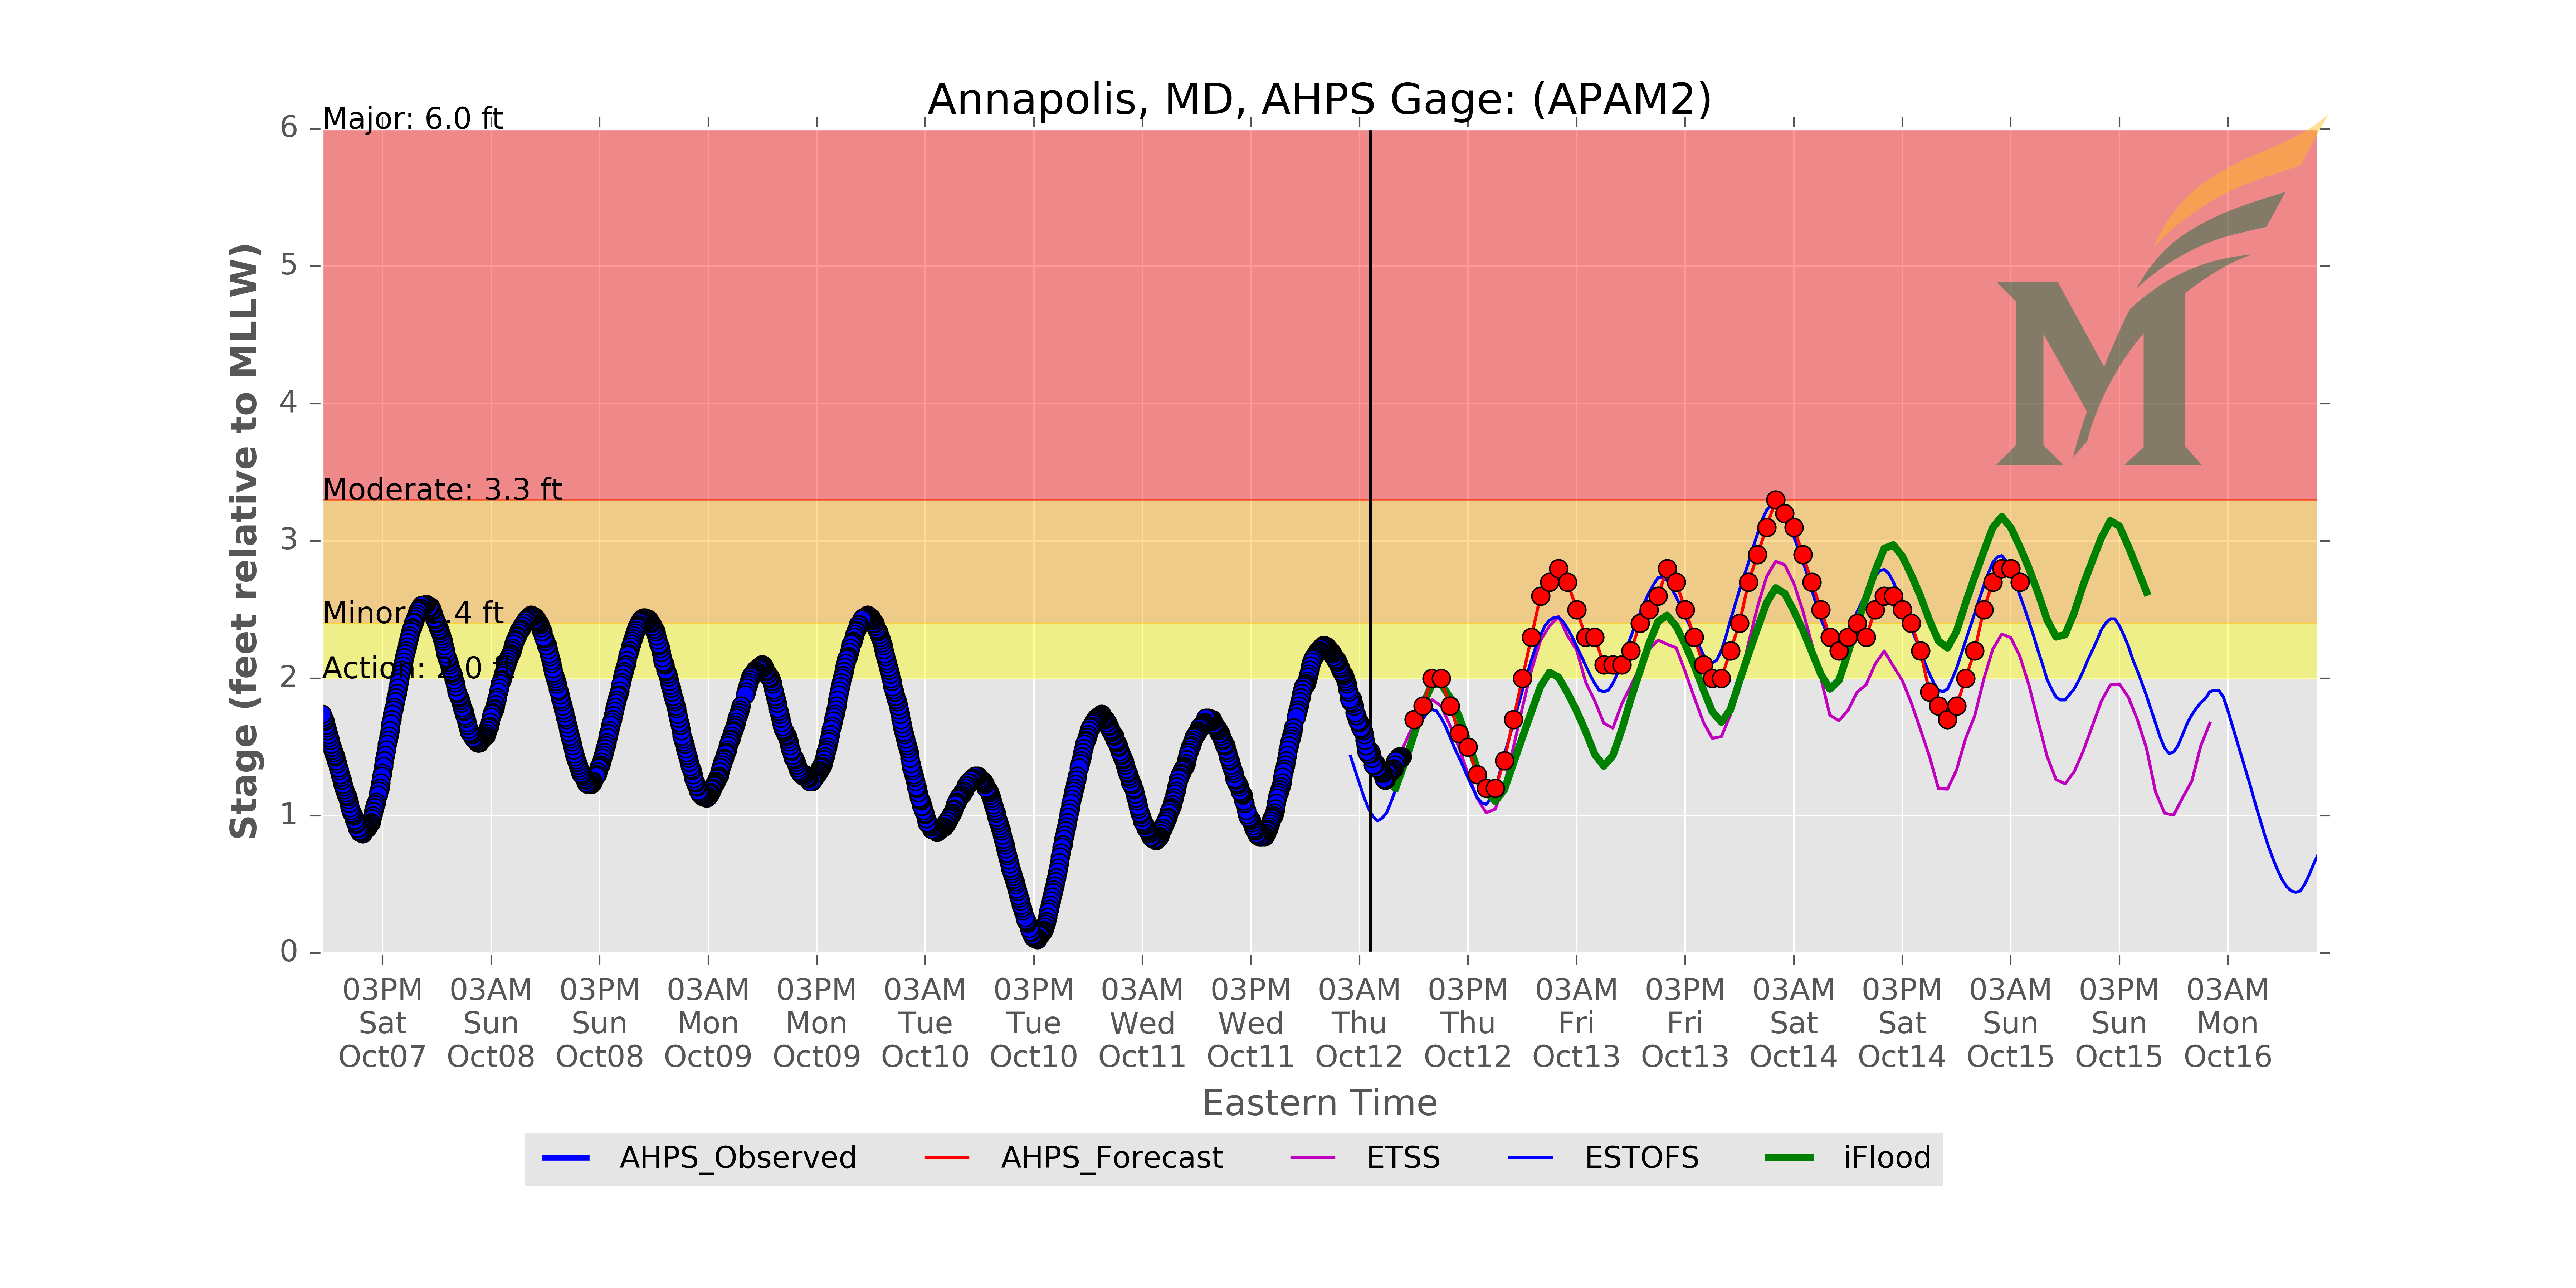 Annapolis, MD, AHPS Gage: (APAM2)
Major: 6.0 ft
Moderate: 3.3 ft
Minor: 2.4 ft
Action: 2.0 ft
Stage (feet relative to MLLW)
6
5
4
3
2
1
0
03PM 03AM 03PM 03AM 03PM 03AM 03PM 03AM 03PM 03AM 03PM 03AM 03PM 03AM 03PM 03AM 03PM 03AM
Sat Sun Sun Mon Mon Tue Tue Wed Wed Thu Thu Fri Fri Sat Sat Sun Sun Mon
Oct07 Oct08 Oct08 Oct09 Oct09 Oct10 Oct10 Oct11 Oct11 Oct12 Oct12 Oct13 Oct13 Oct14 Oct14 Oct15 Oct15 Oct16
Eastern Time
AHPS_Observed AHPS_Forecast ETSS ESTOFS iFlood
M